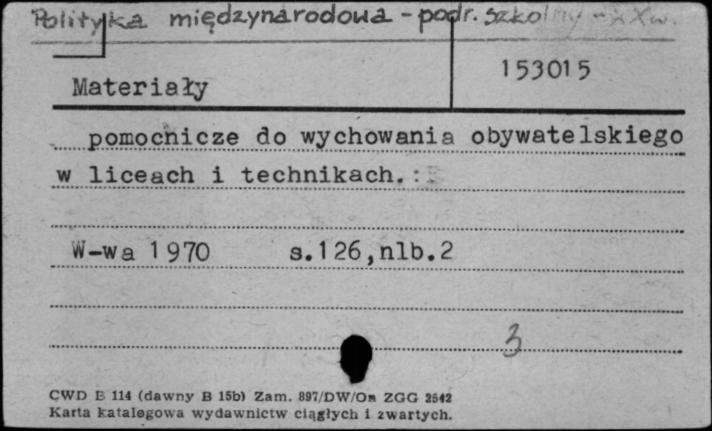 Polityka międzynarodowa - podr. szkolny - XXw.
153015
Materiały
pomocnicze do wychowania obywatelskiego
w liceach i technikach.:
W-wa 1970 s.126,nlb.2
3
CWD B 114 (dawny B 15b) Zam. 897/DW/Om ZGG 2542
Karta katalogowa wydawnictw ciągłych i zwartych.